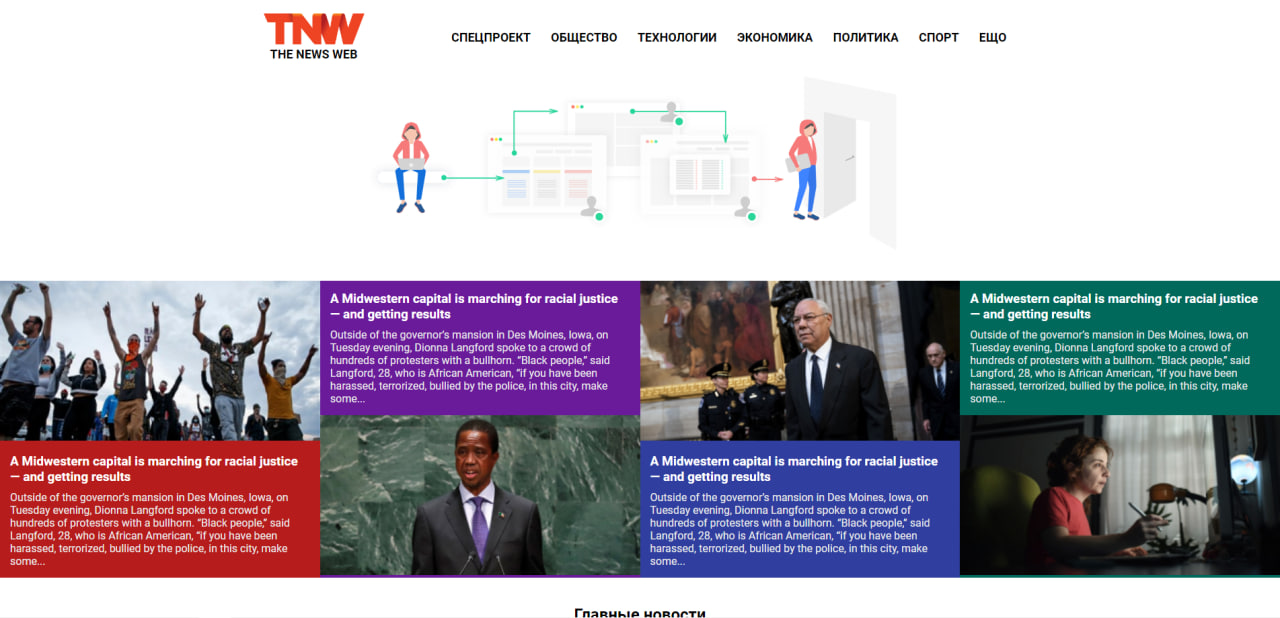 TNW
THE NEWS WEB
СПЕЦПРОЕКТ ОБЩЕСТВО ТЕХНОЛОГИИ ЭКОНОМИКА ПОЛИТИКА СПОРТ ЕЩО
A Midwestern capital is marching for racial justice
— and getting results
Outside of the governor's mansion in Des Moines, Iowa, on
Tuesday evening, Dionna Langford spoke to a crowd of
hundreds of protesters with a bullhorn. “Black people,” said
Langford, 28, who is African American, “if you have been
harassed, terrorized, bullied by the police, in this city, make
some...
A Midwestern capital is marching for racial justice
— and getting results
Outside of the governor's mansion in Des Moines, Iowa, on
Tuesday evening, Dionna Langford spoke to a crowd of
hundreds of protesters with a bullhorn. “Black people,” said
Langford, 28, who is African American, “if you have been
harassed, terrorized, bullied by the police, in this city, make
some...
A Midwestern capital is marching for racial justice
— and getting results
Outside of the governor's mansion in Des Moines, Iowa, on
Tuesday evening, Dionna Langford spoke to a crowd of
hundreds of protesters with a bullhorn. “Black people,” said
Langford, 28, who is African American, “if you have been
harassed, terrorized, bullied by the police, in this city, make
some...
A Midwestern capital is marching for racial justice
— and getting results
Outside of the governor's mansion in Des Moines, Iowa, on
Tuesday evening, Dionna Langford spoke to a crowd of
hundreds of protesters with a bullhorn. “Black people,” said
Langford, 28, who is African American, “if you have been
harassed, terrorized, bullied by the police, in this city, make
some...
Главные новости